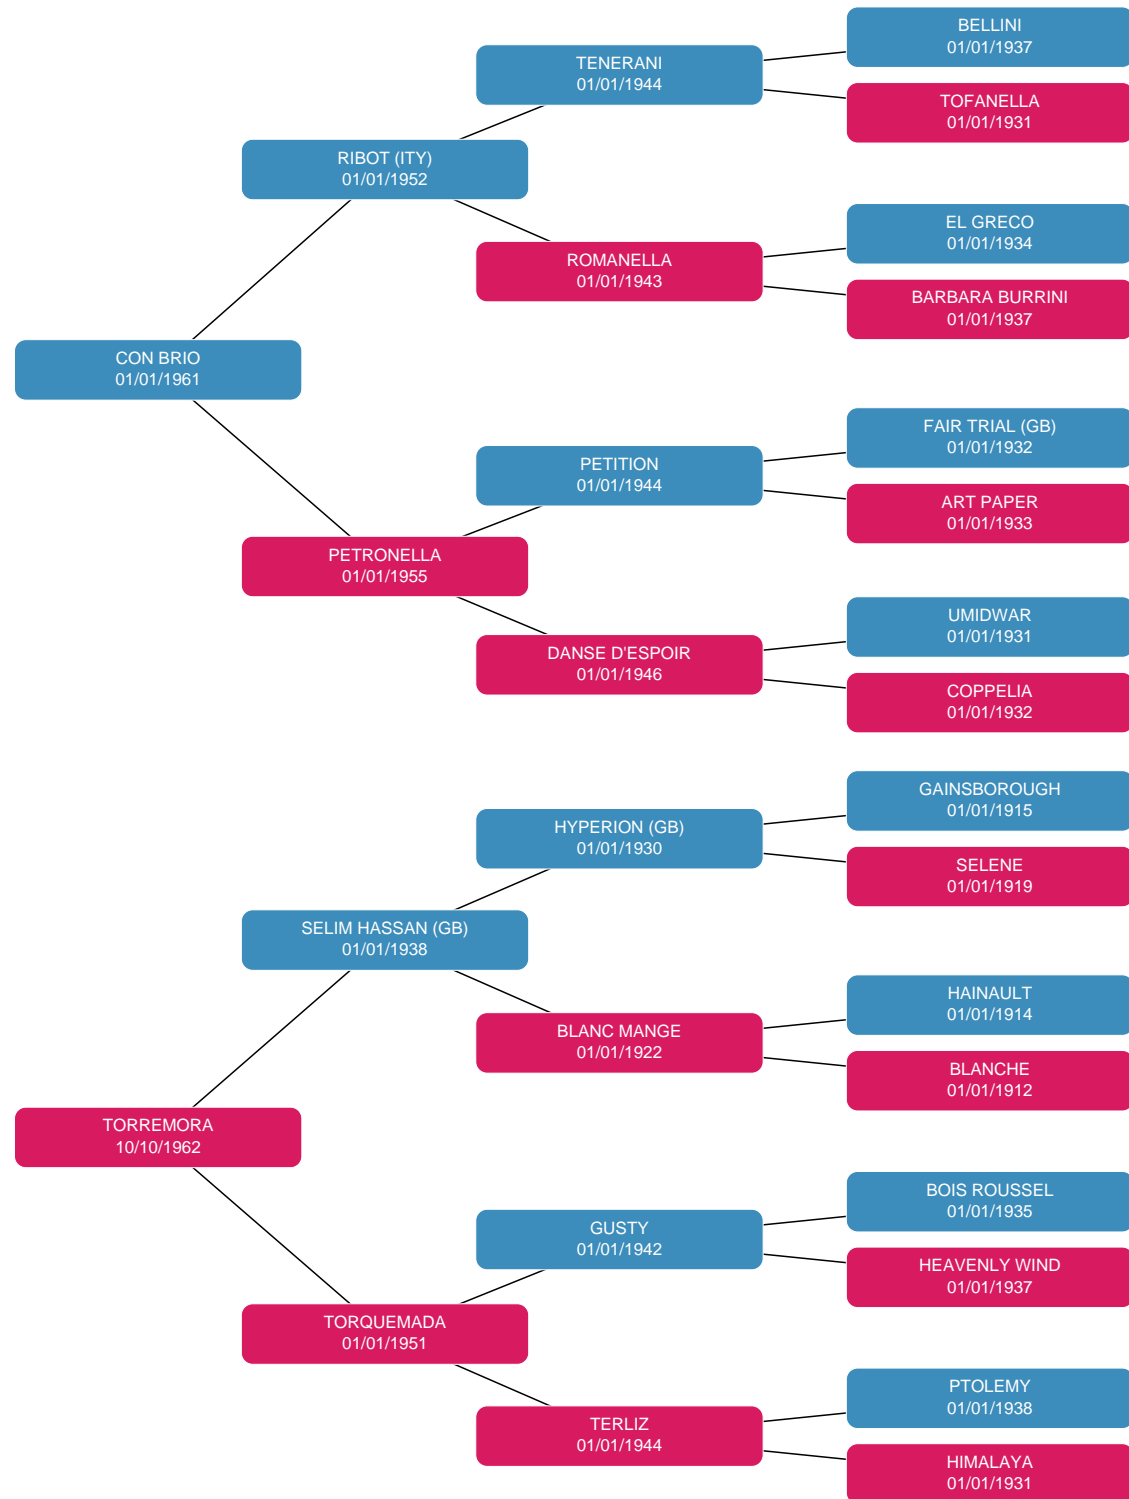 BELLINI
01/01/1937
TENERANI
01/01/1944
TOFANELLA
01/01/1931
RIBOT (ITY)
01/01/1952
EL GRECO
01/01/1934
ROMANELLA
01/01/1943
BARBARA BURRINI
01/01/1937
CON BRIO
01/01/1961
FAIR TRIAL (GB)
01/01/1932
PETITION
01/01/1944
ART PAPER
01/01/1933
PETRONELLA
01/01/1955
UMIDWAR
01/01/1931
DANSE D'ESPOIR
01/01/1946
COPPELIA
01/01/1932
GAINSBOROUGH
01/01/1915
HYPERION (GB)
01/01/1930
SELENE
01/01/1919
SELIM HASSAN (GB)
01/01/1938
HAINAULT
01/01/1914
BLANC MANGE
01/01/1922
BLANCHE
01/01/1912
TORREMORA
10/10/1962
BOIS ROUSSEL
01/01/1935
GUSTY
01/01/1942
HEAVENLY WIND
01/01/1937
TORQUEMADA
01/01/1951
PTOLEMY
01/01/1938
TERLIZ
01/01/1944
HIMALAYA
01/01/1931